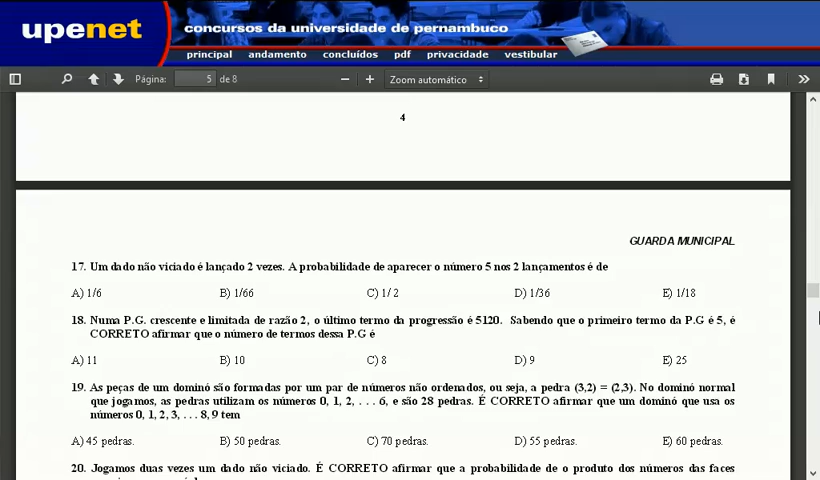 upenet
concursos da universidade de pernambuco
principal andamento concluídos pdf privacidade vestibular
Página: 5 de 8 Zoom automático
4
GUARDA MUNICIPAL
17. Um dado não viciado é lançado 2 vezes. A probabilidade de aparecer o número 5 nos 2 lançamentos é de
A) 1/6 B) 1/66 C) 1/ 2 D) 1/36 E) 1/18
18. Numa P.G. crescente e limitada de razão 2, o último termo da progressão é 5120. Sabendo que o primeiro termo da P.G é 5, é
CORRETO afirmar que o número de termos dessa P.G é
A) 11 B) 10 C) 8 D) 9 E) 25
19. As peças de um dominó são formadas por um par de números não ordenados, ou seja, a pedra (3,2) = (2,3). No dominó normal
que jogamos, as pedras utilizam os números 0, 1, 2, . . . 6, e são 28 pedras. É CORRETO afirmar que um dominó que usa os
números 0, 1, 2, 3, . . . 8, 9 tem
A) 45 pedras. B) 50 pedras. C) 70 pedras. D) 55 pedras. E) 60 pedras.
20. Jogamos duas vezes um dado não viciado. É CORRETO afirmar que a probabilidade de o produto dos números das faces